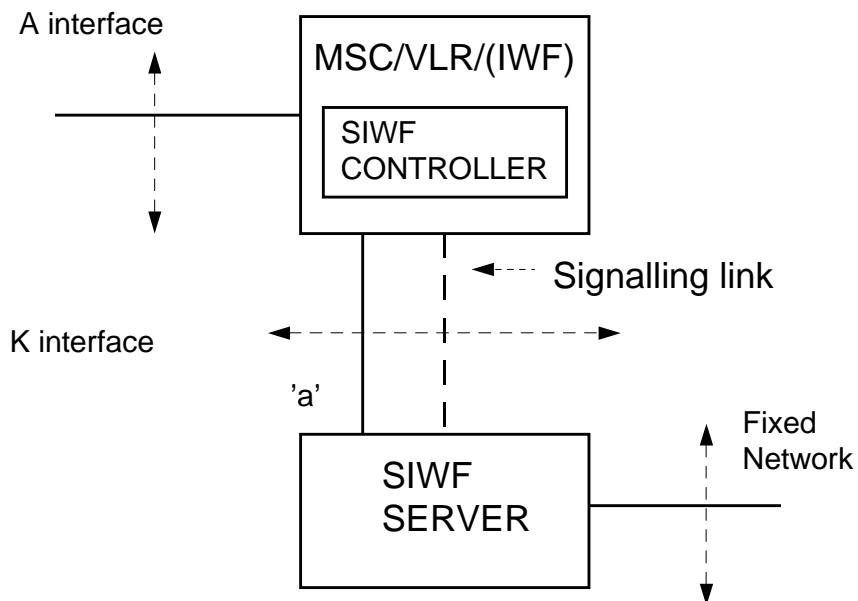 A interface
MSC/VLR/(IWF)
SIWF
CONTROLLER
Signalling link
K interface
’a’
Fixed
Network
SIWF
SERVER